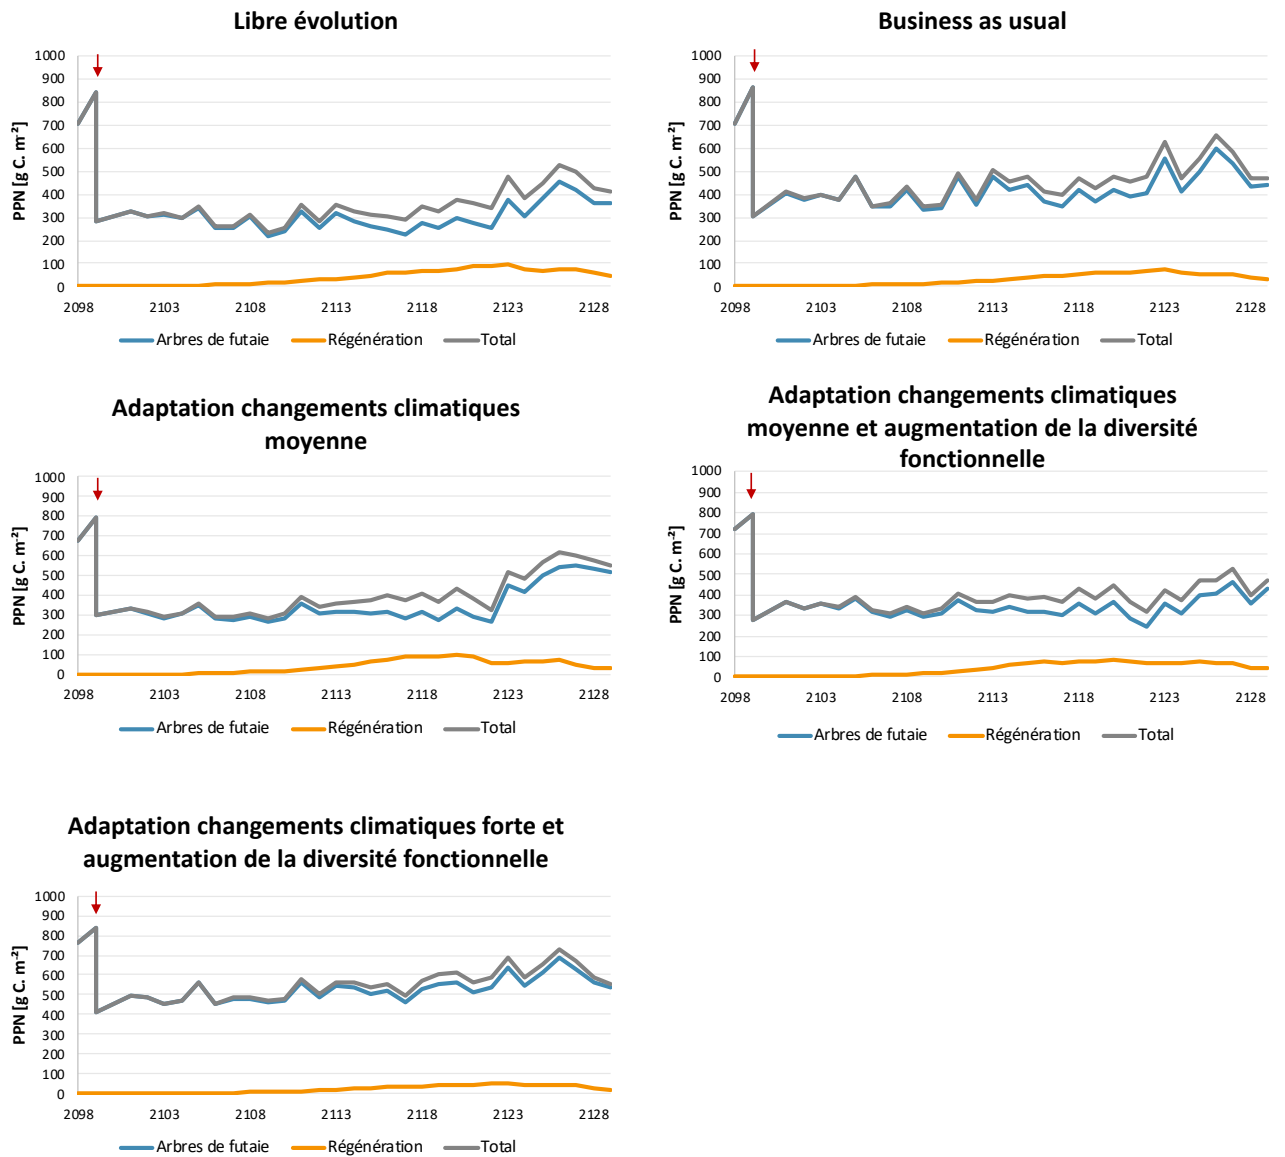 Libre évolution
PPN [g C. m⁻²]
1000
900
800
700
600
500
400
300
200
100
0
2098 2103 2108 2113 2118 2123 2128
Arbres de futaie Régénération Total
Business as usual
PPN [g C. m⁻²]
1000
900
800
700
600
500
400
300
200
100
0
2098 2103 2108 2113 2118 2123 2128
Arbres de futaie Régénération Total
Adaptation changements climatiques
moyenne
PPN [g C. m⁻²]
1000
900
800
700
600
500
400
300
200
100
0
2098 2103 2108 2113 2118 2123 2128
Arbres de futaie Régénération Total
Adaptation changements climatiques
moyenne et augmentation de la diversité
fonctionnelle
PPN [g C. m⁻²]
1000
900
800
700
600
500
400
300
200
100
0
2098 2103 2108 2113 2118 2123 2128
Arbres de futaie Régénération Total
Adaptation changements climatiques forte et
augmentation de la diversité fonctionnelle
PPN [g C. m⁻²]
1000
900
800
700
600
500
400
300
200
100
0
2098 2103 2108 2113 2118 2123 2128
Arbres de futaie Régénération Total